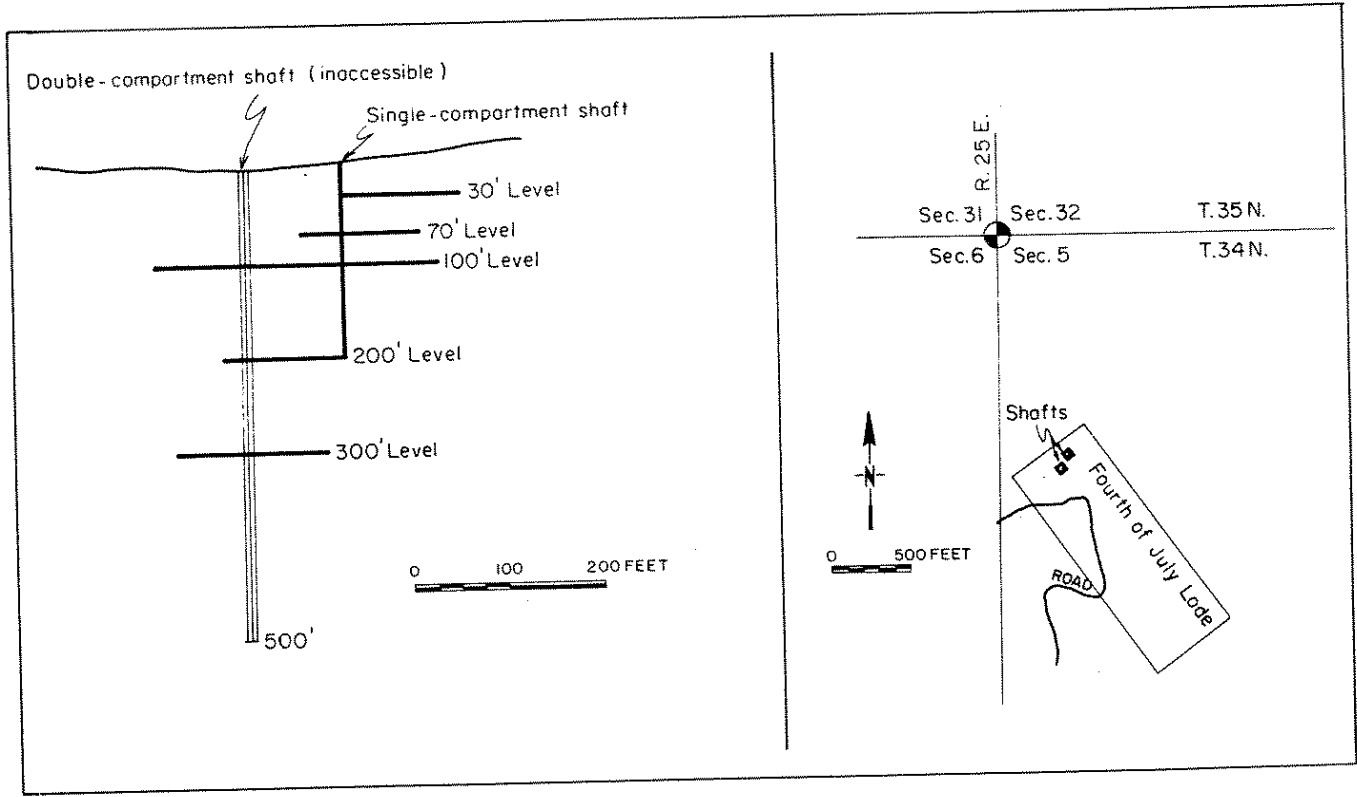 Double-compartment shaft (inaccessible)
Single-compartment shaft
30' Level
70' Level
100' Level
200' Level
300' Level
500'
0 100 200 FEET
R. 25 E.
Sec. 31 Sec. 32 T. 35 N.
Sec. 6 Sec. 5 T. 34 N.
Shafts
Fourth of July Lode
N
0 500 FEET
ROAD